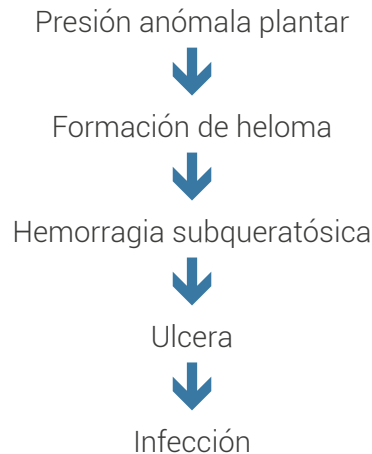 Presión anómala plantar
Formación de heloma
Hemorragia subqueratósica
Ulcera
Infección